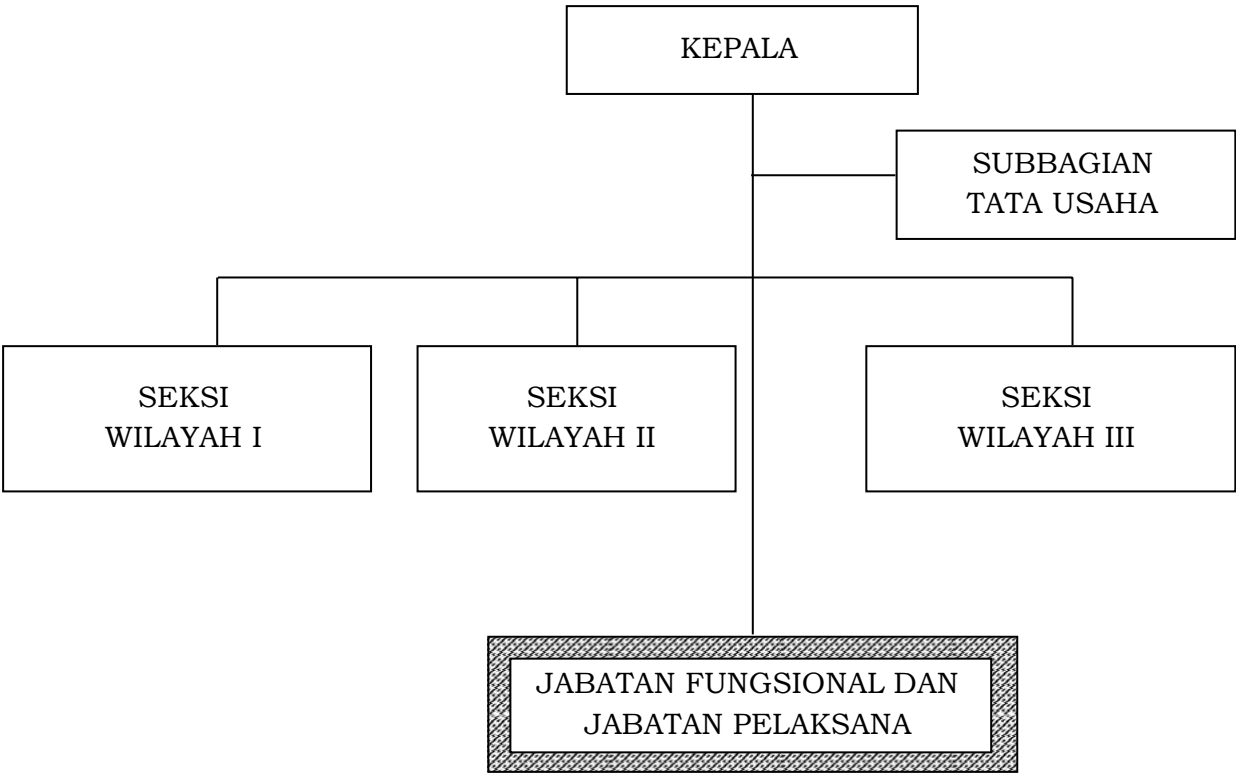 KEPALA
SUBBAGIAN
TATA USAHA
SEKSI
WILAYAH I
SEKSI
WILAYAH II
SEKSI
WILAYAH III
JABATAN FUNGSIONAL DAN
JABATAN PELAKSANA